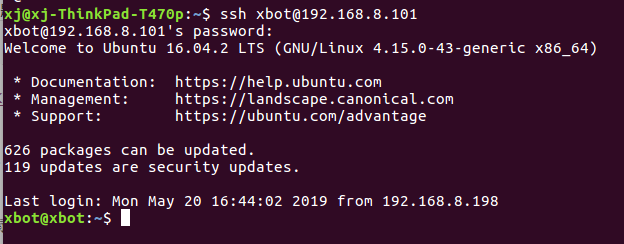 xj@xj-ThinkPad-T470p:~$ ssh xbot@192.168.8.101
xbot@192.168.8.101's password:
Welcome to Ubuntu 16.04.2 LTS (GNU/Linux 4.15.0-43-generic x86_64)
* Documentation:  https://help.ubuntu.com
* Management:     https://landscape.canonical.com
* Support:        https://ubuntu.com/advantage
626 packages can be updated.
119 updates are security updates.
Last login: Mon May 20 16:44:02 2019 from 192.168.8.198
xbot@xbot:~$